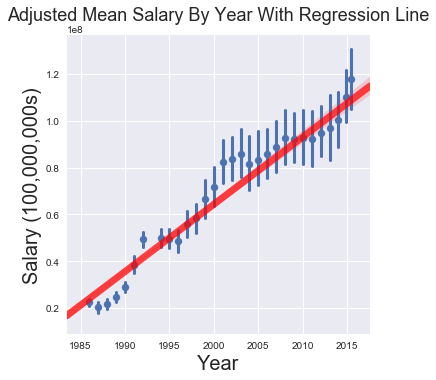 Adjusted Mean Salary By Year With Regression Line
1e8
1.2
1.0
0.8
0.6
0.4
0.2
Salary (100,000,000s)
1985 1990 1995 2000 2005 2010 2015
Year